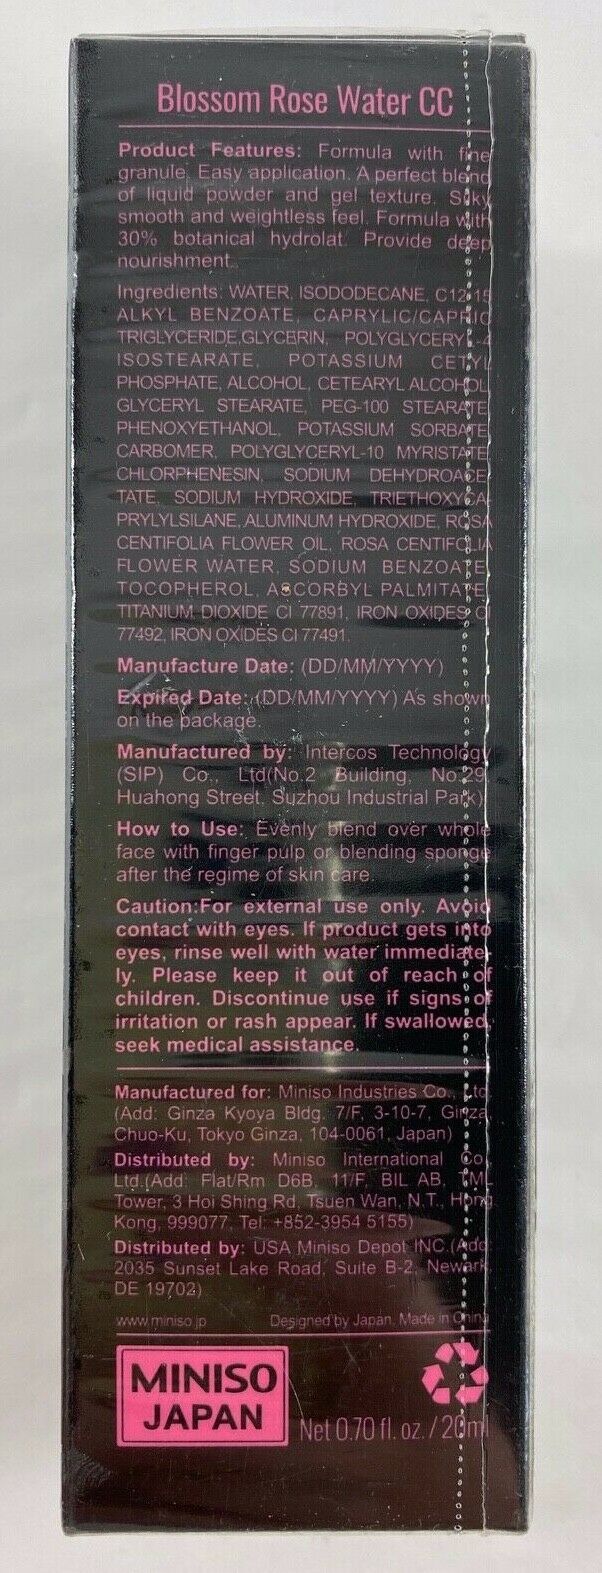 Blossom Rose Water CC
Product Features: Formula with fine
granule. Easy application. A perfect blend
of liquid powder and gel texture. Silky
smooth and weightless feel. Formula with
30% botanical hydrolat. Provide deep
nourishment.
Ingredients: WATER, ISODODECANE, C12-15
ALKYL BENZOATE, CAPRYLIC/CAPRIC
TRIGLYCERIDE,GLYCERIN, POLYGLYCERYL-4
ISOSTEARATE, POTASSIUM CETYL
PHOSPHATE, ALCOHOL, CETEARYL ALCOHOL,
GLYCERYL STEARATE, PEG-100 STEARATE,
PHENOXYETHANOL, POTASSIUM SORBATE,
CARBOMER, POLYGLYCERYL-10 MYRISTATE,
CHLORPHENESIN, SODIUM DEHYDROACE-
TATE, SODIUM HYDROXIDE, TRIETHOXYCA-
PRYLYLSILANE, ALUMINUM HYDROXIDE, ROSA
CENTIFOLIA FLOWER OIL, ROSA CENTIFOLIA
FLOWER WATER, SODIUM BENZOATE,
TOCOPHEROL, ASCORBYL PALMITATE,
TITANIUM DIOXIDE CI 77891, IRON OXIDES CI
77492, IRON OXIDES CI 77491.
Manufacture Date: (DD/MM/YYYY)
Expired Date: (DD/MM/YYYY) As shown
on the package.
Manufactured by: Intercos Technology
(SIP) Co., Ltd(No.2 Building, No.29,
Huahong Street, Suzhou Industrial Park)
How to Use: Evenly blend over whole
face with finger pulp or blending sponge
after the regime of skin care.
Caution:For external use only. Avoid
contact with eyes. If product gets into
eyes, rinse well with water immediate-
ly. Please keep it out of reach of
children. Discontinue use if signs of
irritation or rash appear. If swallowed,
seek medical assistance.
Manufactured for: Miniso Industries Co., Ltd.
(Add: Ginza Kyoya Bldg. 7/F, 3-10-7, Ginza,
Chuo-Ku, Tokyo Ginza, 104-0061, Japan)
Distributed by: Miniso International Co.,
Ltd.(Add: Flat/Rm D6B, 11/F, BIL AB, TML
Tower, 3 Hoi Shing Rd, Tsuen Wan, N.T., Hong
Kong, 999077, Tel: +852-3954 5155)
Distributed by: USA Miniso Depot INC.(Add:
2035 Sunset Lake Road, Suite B-2, Newark,
DE 19702)
www.miniso.jp Designed by Japan. Made in China
MINISO
JAPAN
Net 0.70 fl. oz. / 20ml